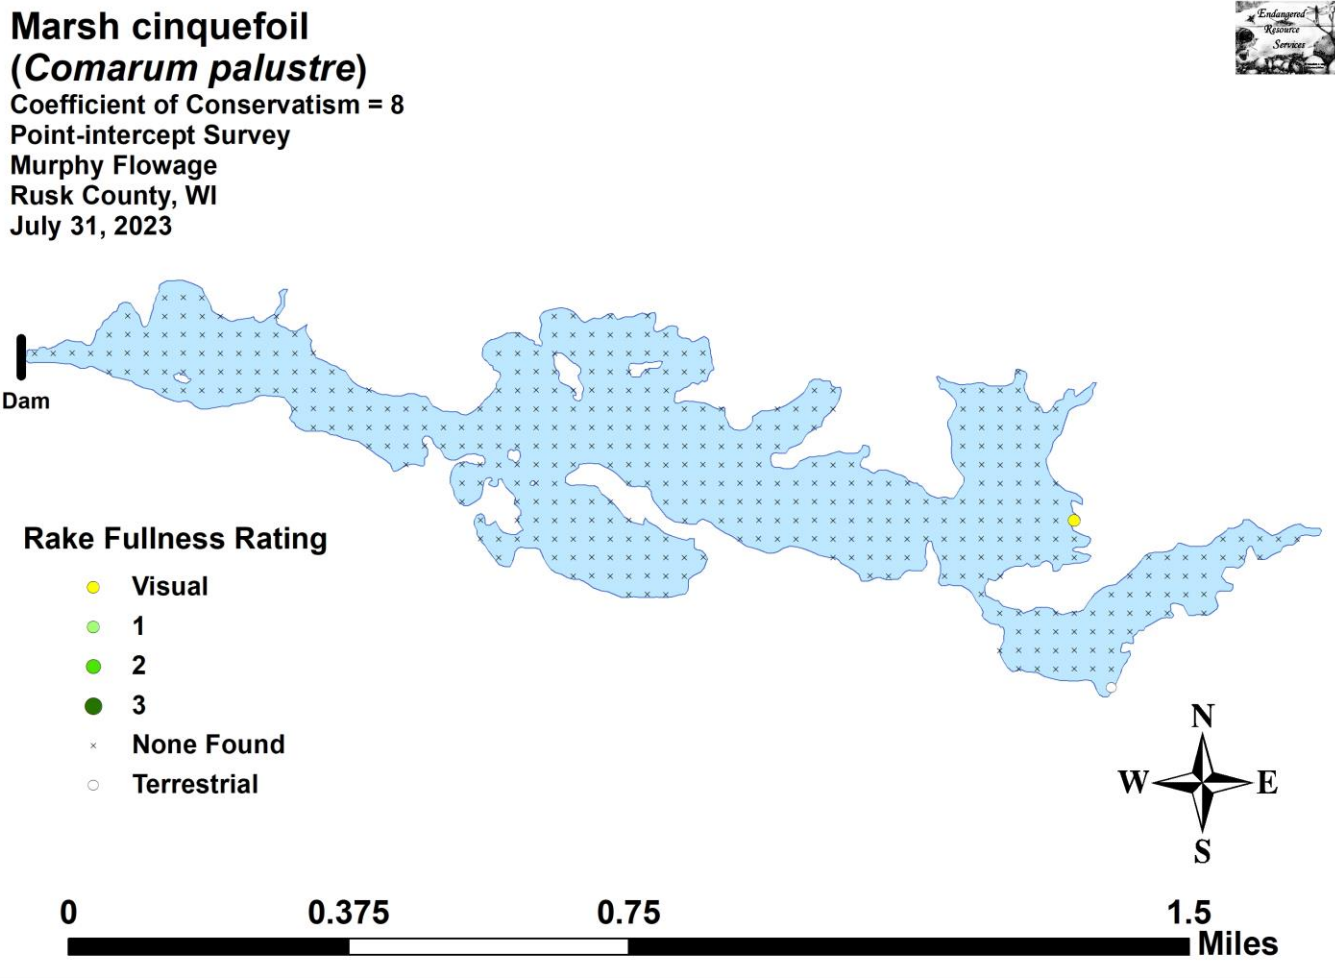 Marsh cinquefoil
(Comarum palustre)
Coefficient of Conservatism = 8
Point-intercept Survey
Murphy Flowage
Rusk County, WI
July 31, 2023
Endangered
Resource
Services
Dam
Rake Fullness Rating
Visual
1
2
3
None Found
Terrestrial
N
W E
S
0 0.375 0.75 1.5
Miles